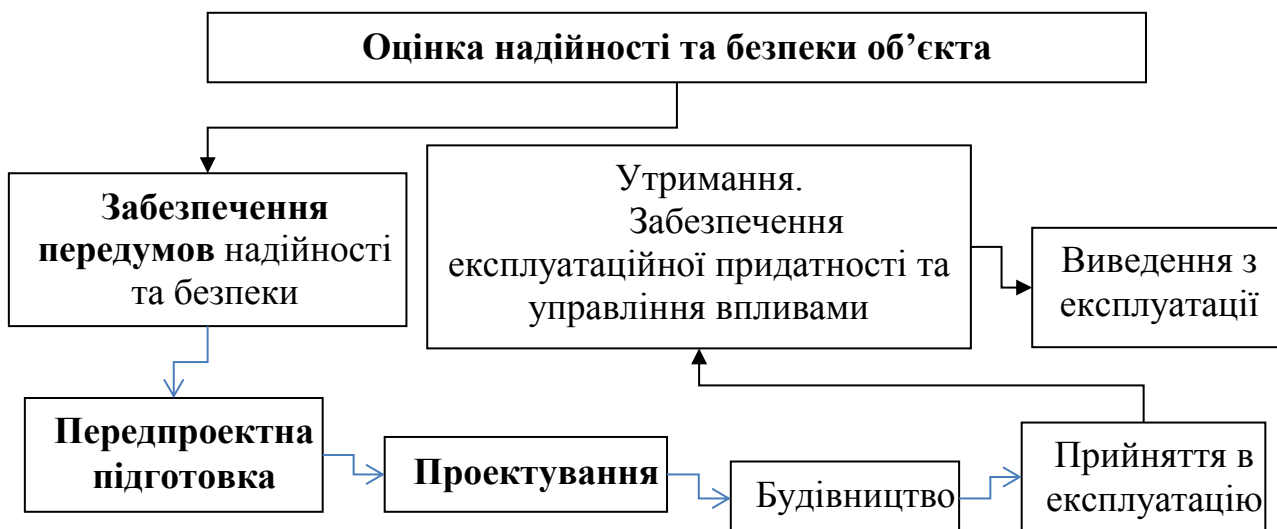 Оцінка надійності та безпеки об’єкта
Забезпечення
передумов надійності
та безпеки
Утримання.
Забезпечення
експлуатаційної придатності та
управління впливами
Виведення з
експлуатації
Передпроектна
підготовка
Проектування
Будівництво
Прийняття в
експлуатацію